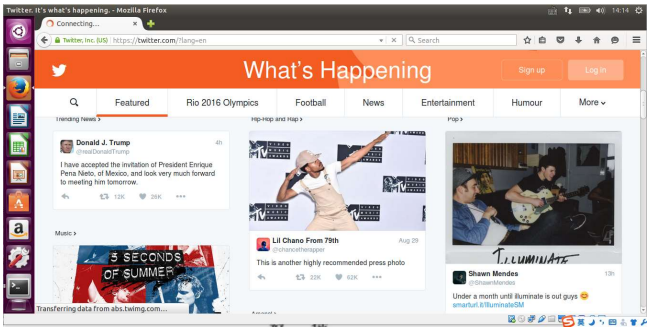 Twitter. It's what's happening. - Mozilla Firefox
14:14
Connecting...
Twitter, Inc. (US) https://twitter.com/?lang=en
Search
What's Happening
Sign up
Log in
Featured
Rio 2016 Olympics
Football
News
Entertainment
Humour
More
Trending News >
Hip-Hop and Rap >
Pop >
Donald J. Trump 4h
@realDonaldTrump
I have accepted the invitation of President Enrique
Pena Nieto, of Mexico, and look very much forward
to meeting him tomorrow.
12K 26K
Music >
5 SECONDS
OF SUMMER
Lil Chano From 79th Aug 29
@chancetherapper
This is another highly recommended press photo
22K 62K
ILLUMINATE
Shawn Mendes 13h
@ShawnMendes
Under a month until illuminate is out guys
smarturl.it/IlluminateSM
Transferring data from abs.twimg.com...
英